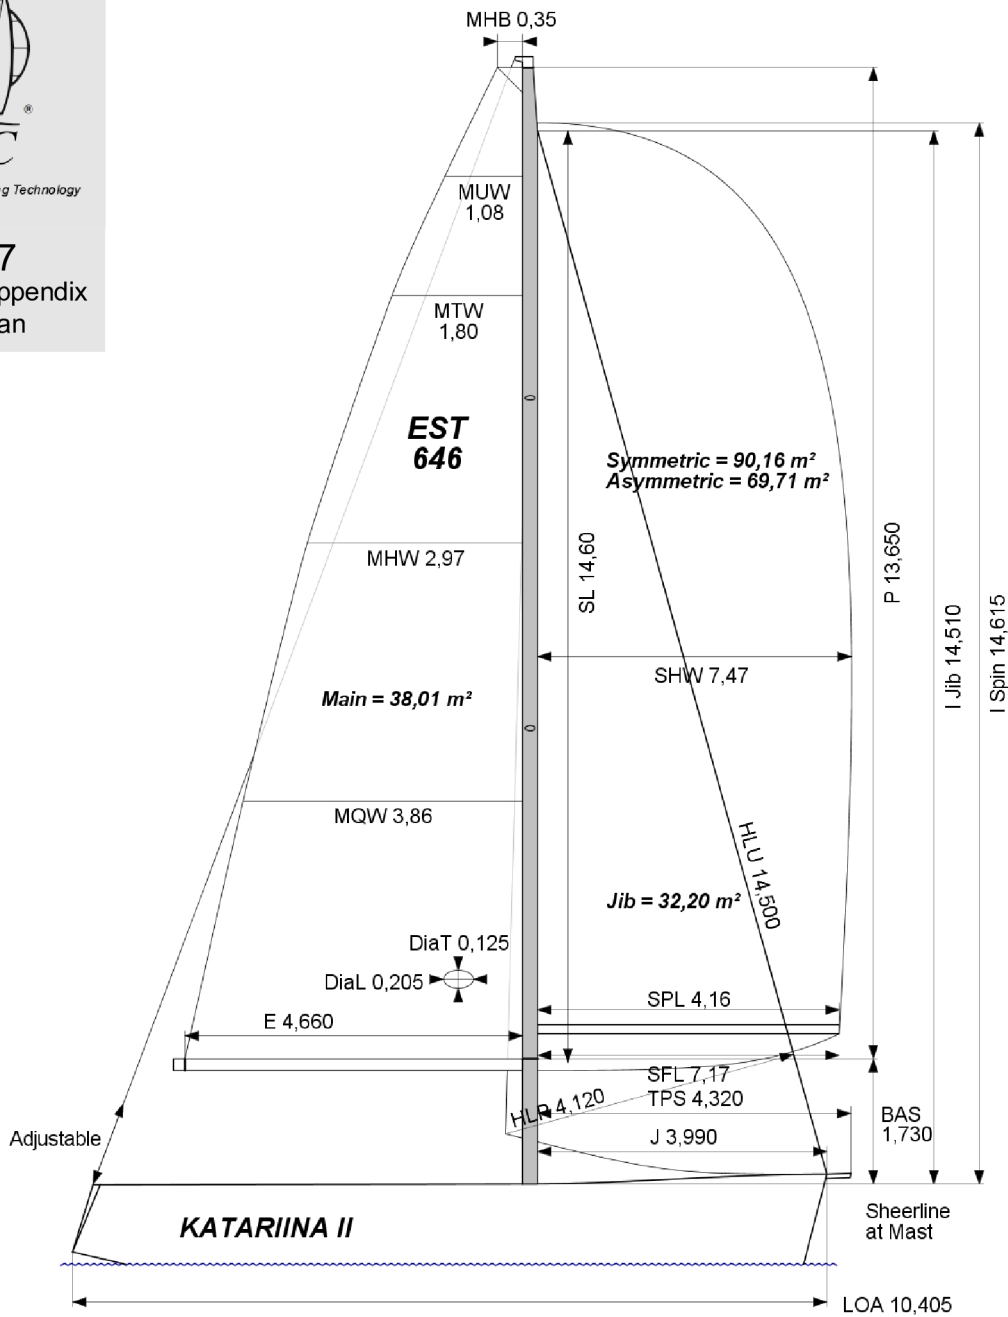 MHB 0,35
®
C
g Technology
7
ppendix
an
MUW
1,08
MTW
1,80
EST
646
Symmetric = 90,16 m²
Asymmetric = 69,71 m²
MHW 2,97
SL 14,60
P 13,650
I Jib 14,510
I Spin 14,615
SHW 7,47
Main = 38,01 m²
MQW 3,86
HLU 14,500
Jib = 32,20 m²
DiaT 0,125
DiaL 0,205
SPL 4,16
E 4,660
SFL 7,17
HLP 4,120
TPS 4,320
BAS
1,730
Adjustable
J 3,990
Sheerline
at Mast
KATARIINA II
LOA 10,405